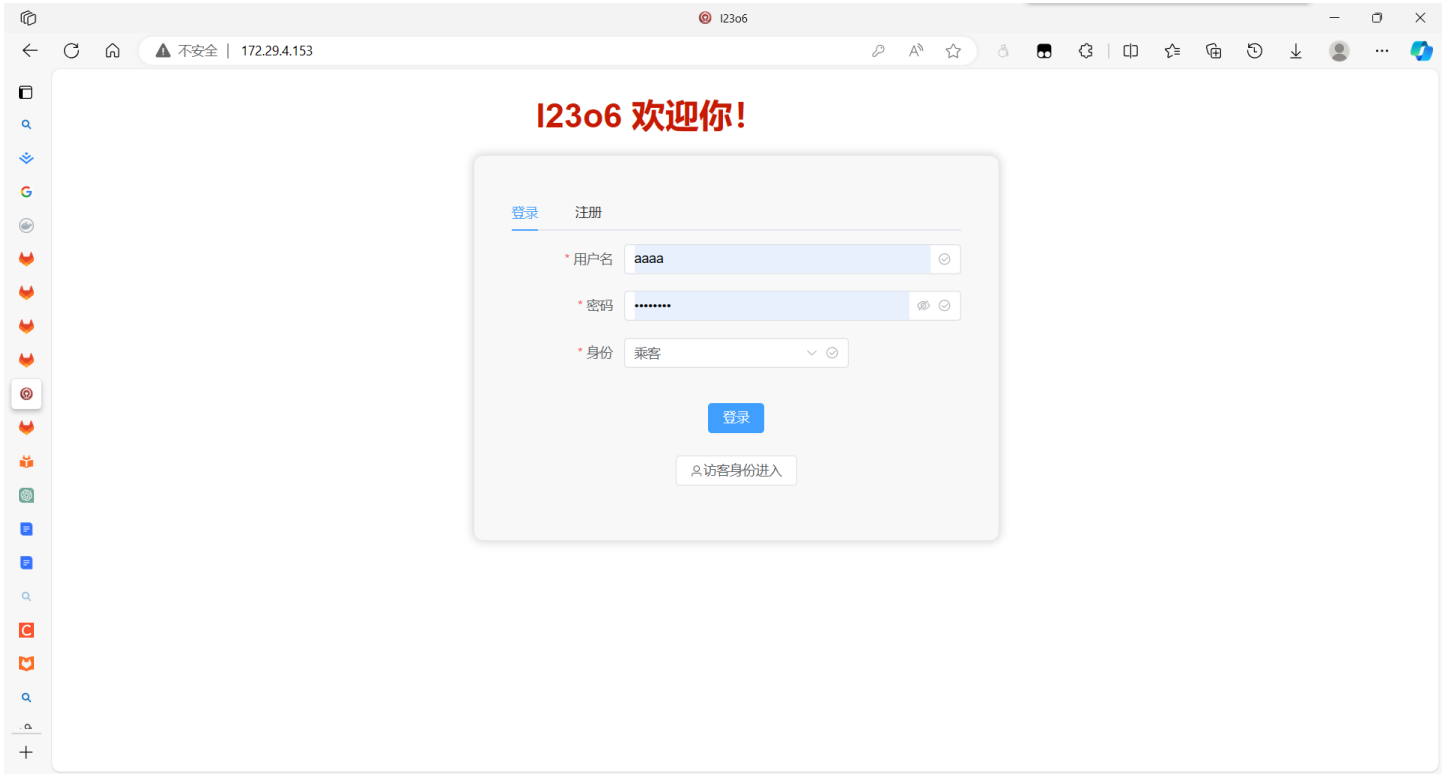 l23o6
不安全 172.29.4.153
l23o6 欢迎你！
登录 注册
* 用户名 aaaa
* 密码 ••••••••
* 身份 乘客
登录
访客身份进入